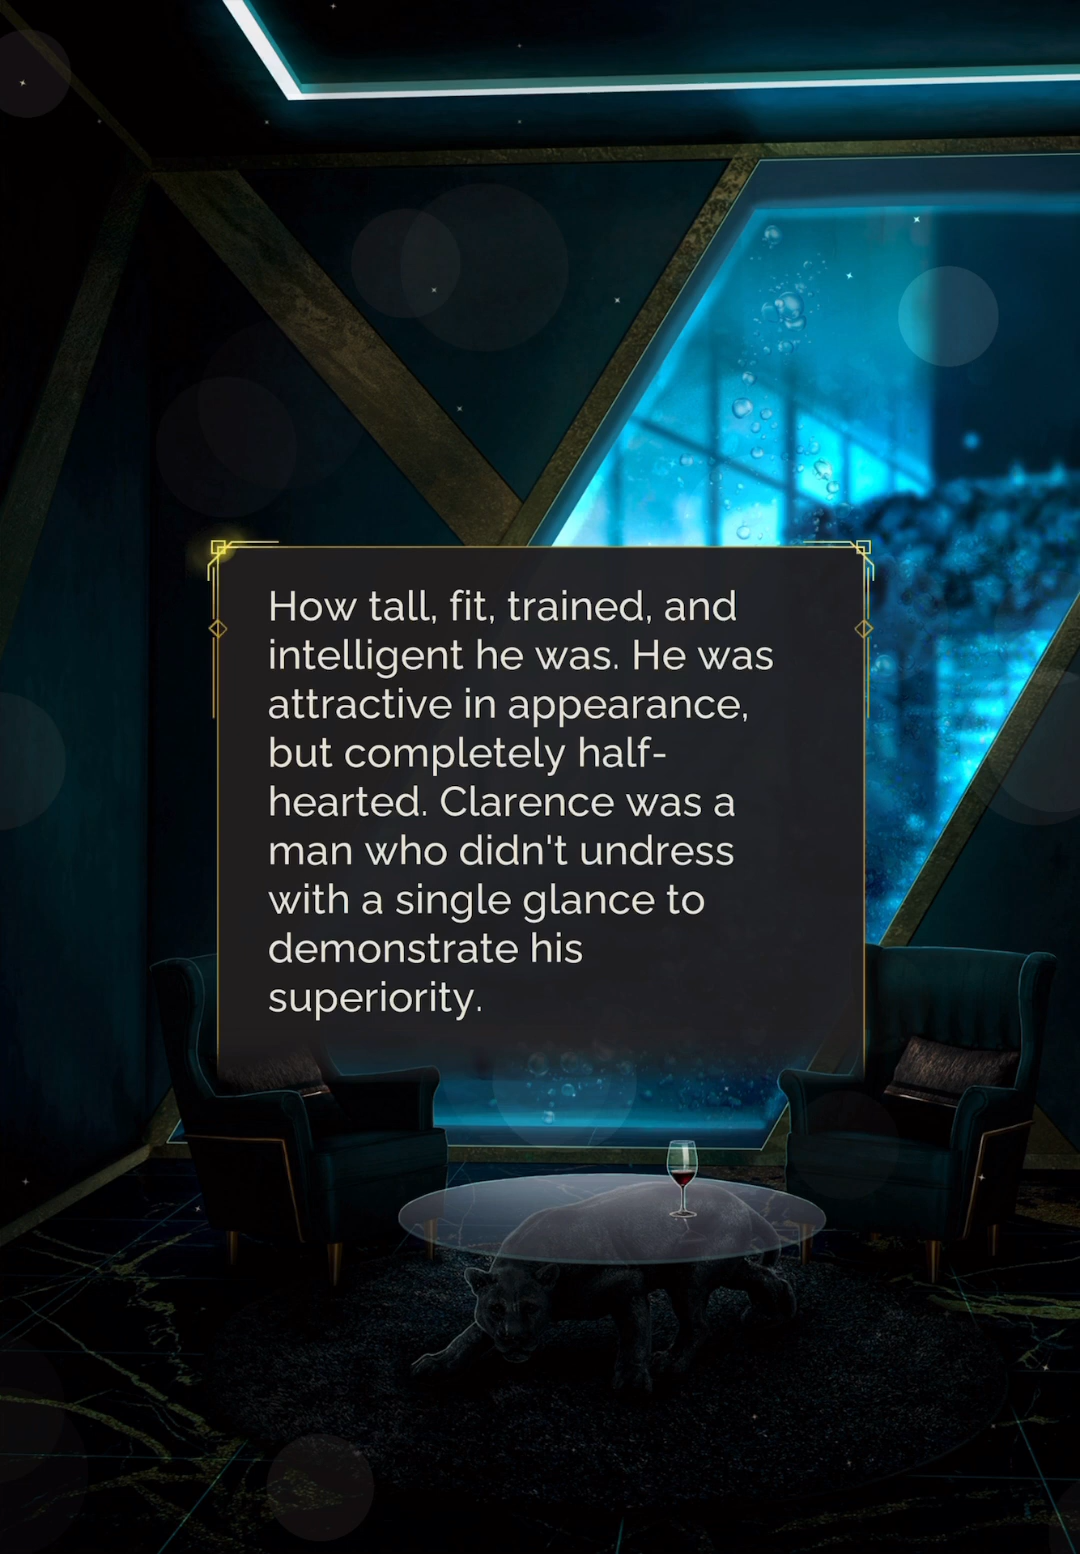 How tall, fit, trained, and
intelligent he was. He was
attractive in appearance,
but completely half-
hearted. Clarence was a
man who didn't undress
with a single glance to
demonstrate his
superiority.